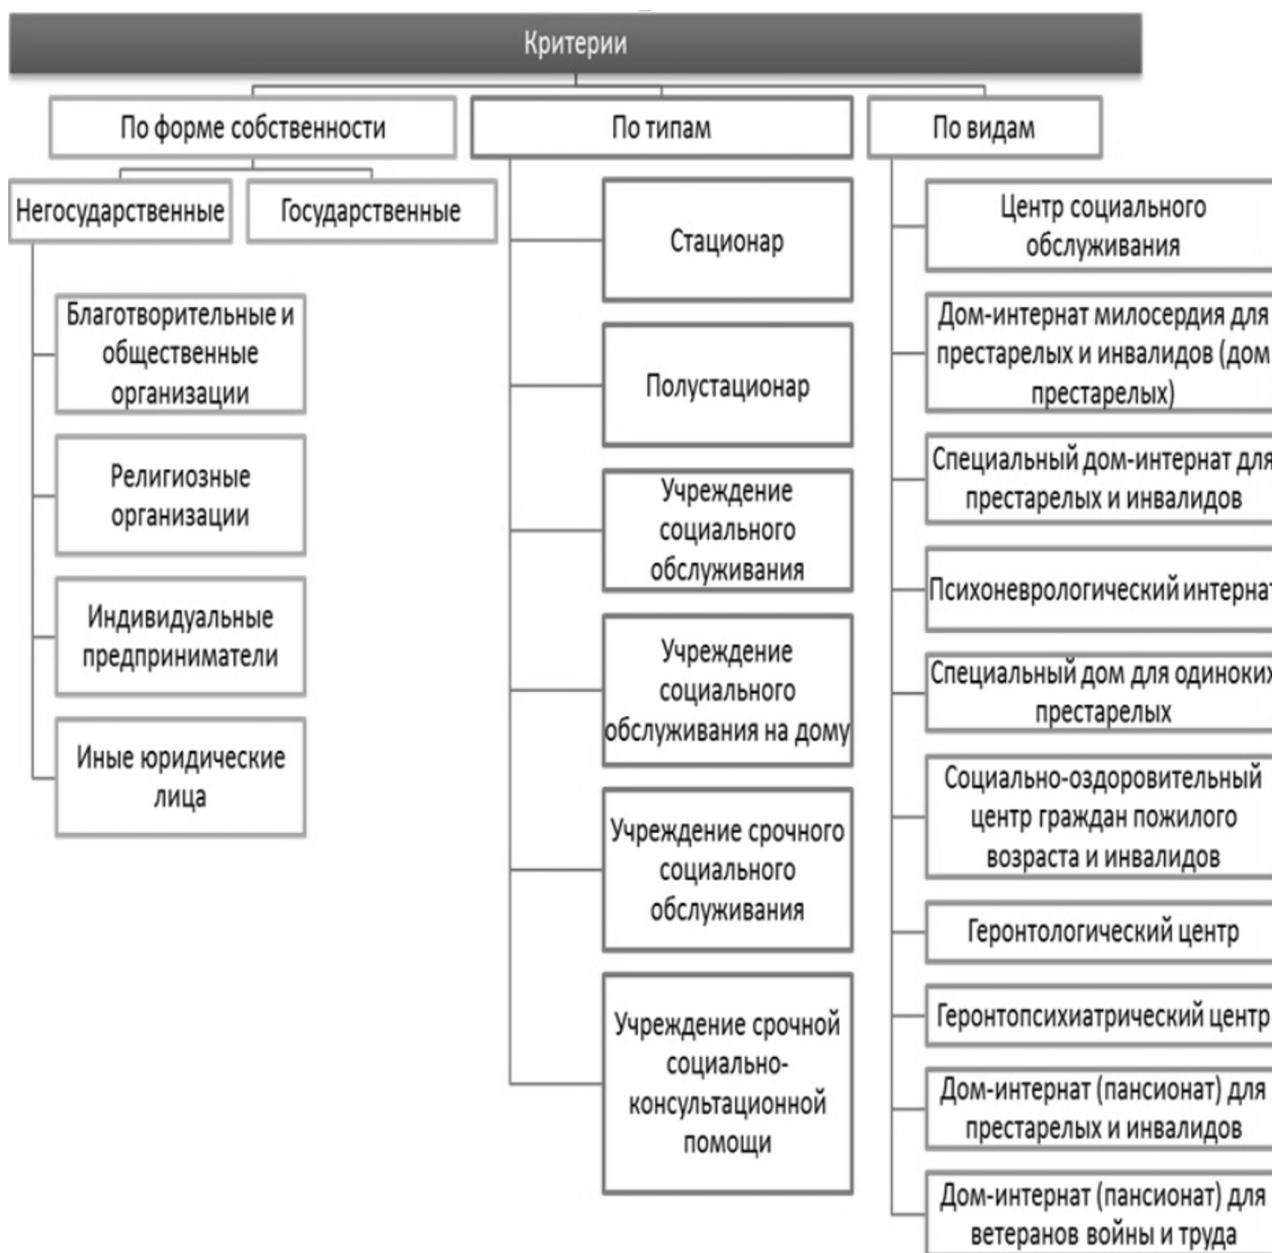 Критерии
По форме собственности
Негосударственные
Государственные
Благотворительные и
общественные
организации
Религиозные
организации
Индивидуальные
предприниматели
Иные юридические
лица
По типам
Стационар
Полустационар
Учреждение
социального
обслуживания
Учреждение
социального
обслуживания на дому
Учреждение срочного
социального
обслуживания
Учреждение срочной
социально-
консультационной
помощи
По видам
Центр социального
обслуживания
Дом-интернат милосердия для
престарелых и инвалидов (дом
престарелых)
Специальный дом-интернат для
престарелых и инвалидов
Психоневрологический интернат
Специальный дом для одиноких
престарелых
Социально-оздоровительный
центр граждан пожилого
возраста и инвалидов
Геронтологический центр
Геронтопсихиатрический центр
Дом-интернат (пансионат) для
престарелых и инвалидов
Дом-интернат (пансионат) для
ветеранов войны и труда